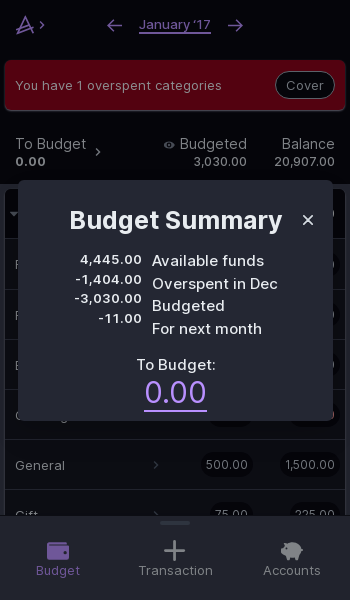 January ’17
You have 1 overspent categories
Cover
To Budget
Budgeted
Balance
0.00
3,030.00
20,907.00
Budget Summary
4,445.00 Available funds
-1,404.00 Overspent in Dec
-3,030.00 Budgeted
-11.00 For next month
To Budget:
0.00
General 500.00 1,500.00
Gift 75.00 225.00
Budget
Transaction
Accounts